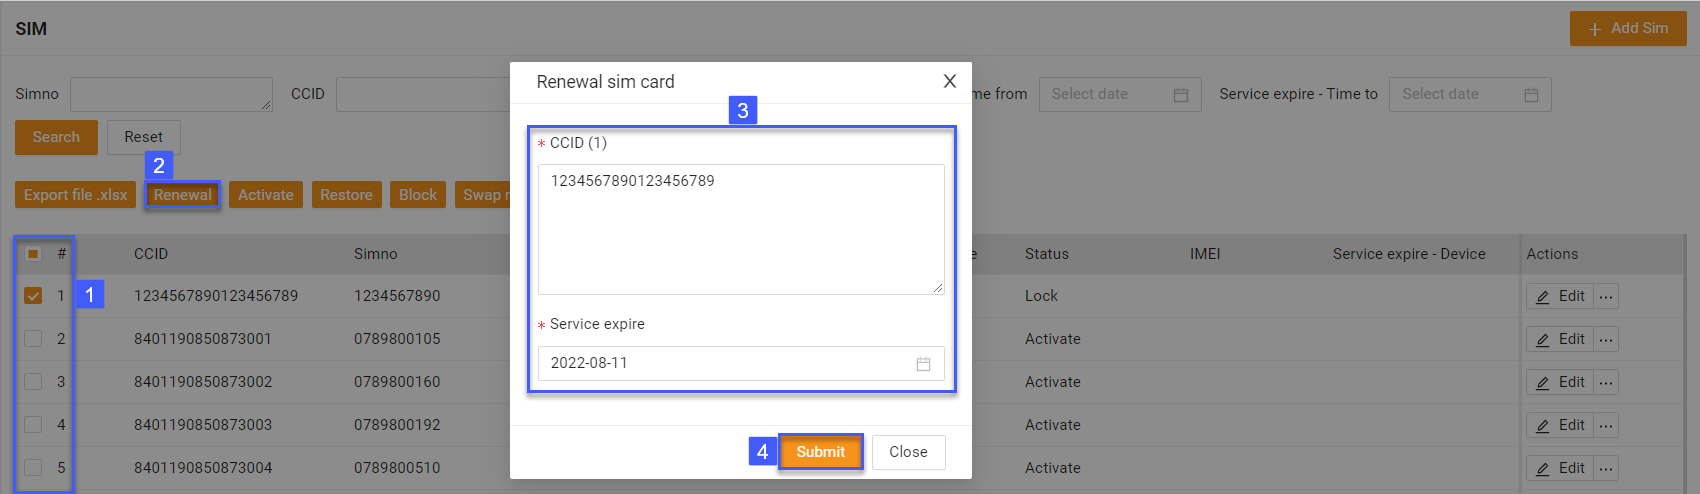 SIM
+ Add Sim
Simno
CCID
me from
Select date
Service expire - Time to
Select date
Search
Reset
2
Export file .xlsx
Renewal
Activate
Restore
Block
Swap
# CCID Simno Status IMEI Service expire - Device Actions
1
1 1234567890123456789 1234567890 Lock Edit ...
2 8401190850873001 0789800105 Activate Edit ...
3 8401190850873002 0789800160 Activate Edit ...
4 8401190850873003 0789800192 Activate Edit ...
5 8401190850873004 0789800510 Activate Edit ...
Renewal sim card
X
3
* CCID (1)
1234567890123456789
* Service expire
2022-08-11
4
Submit
Close